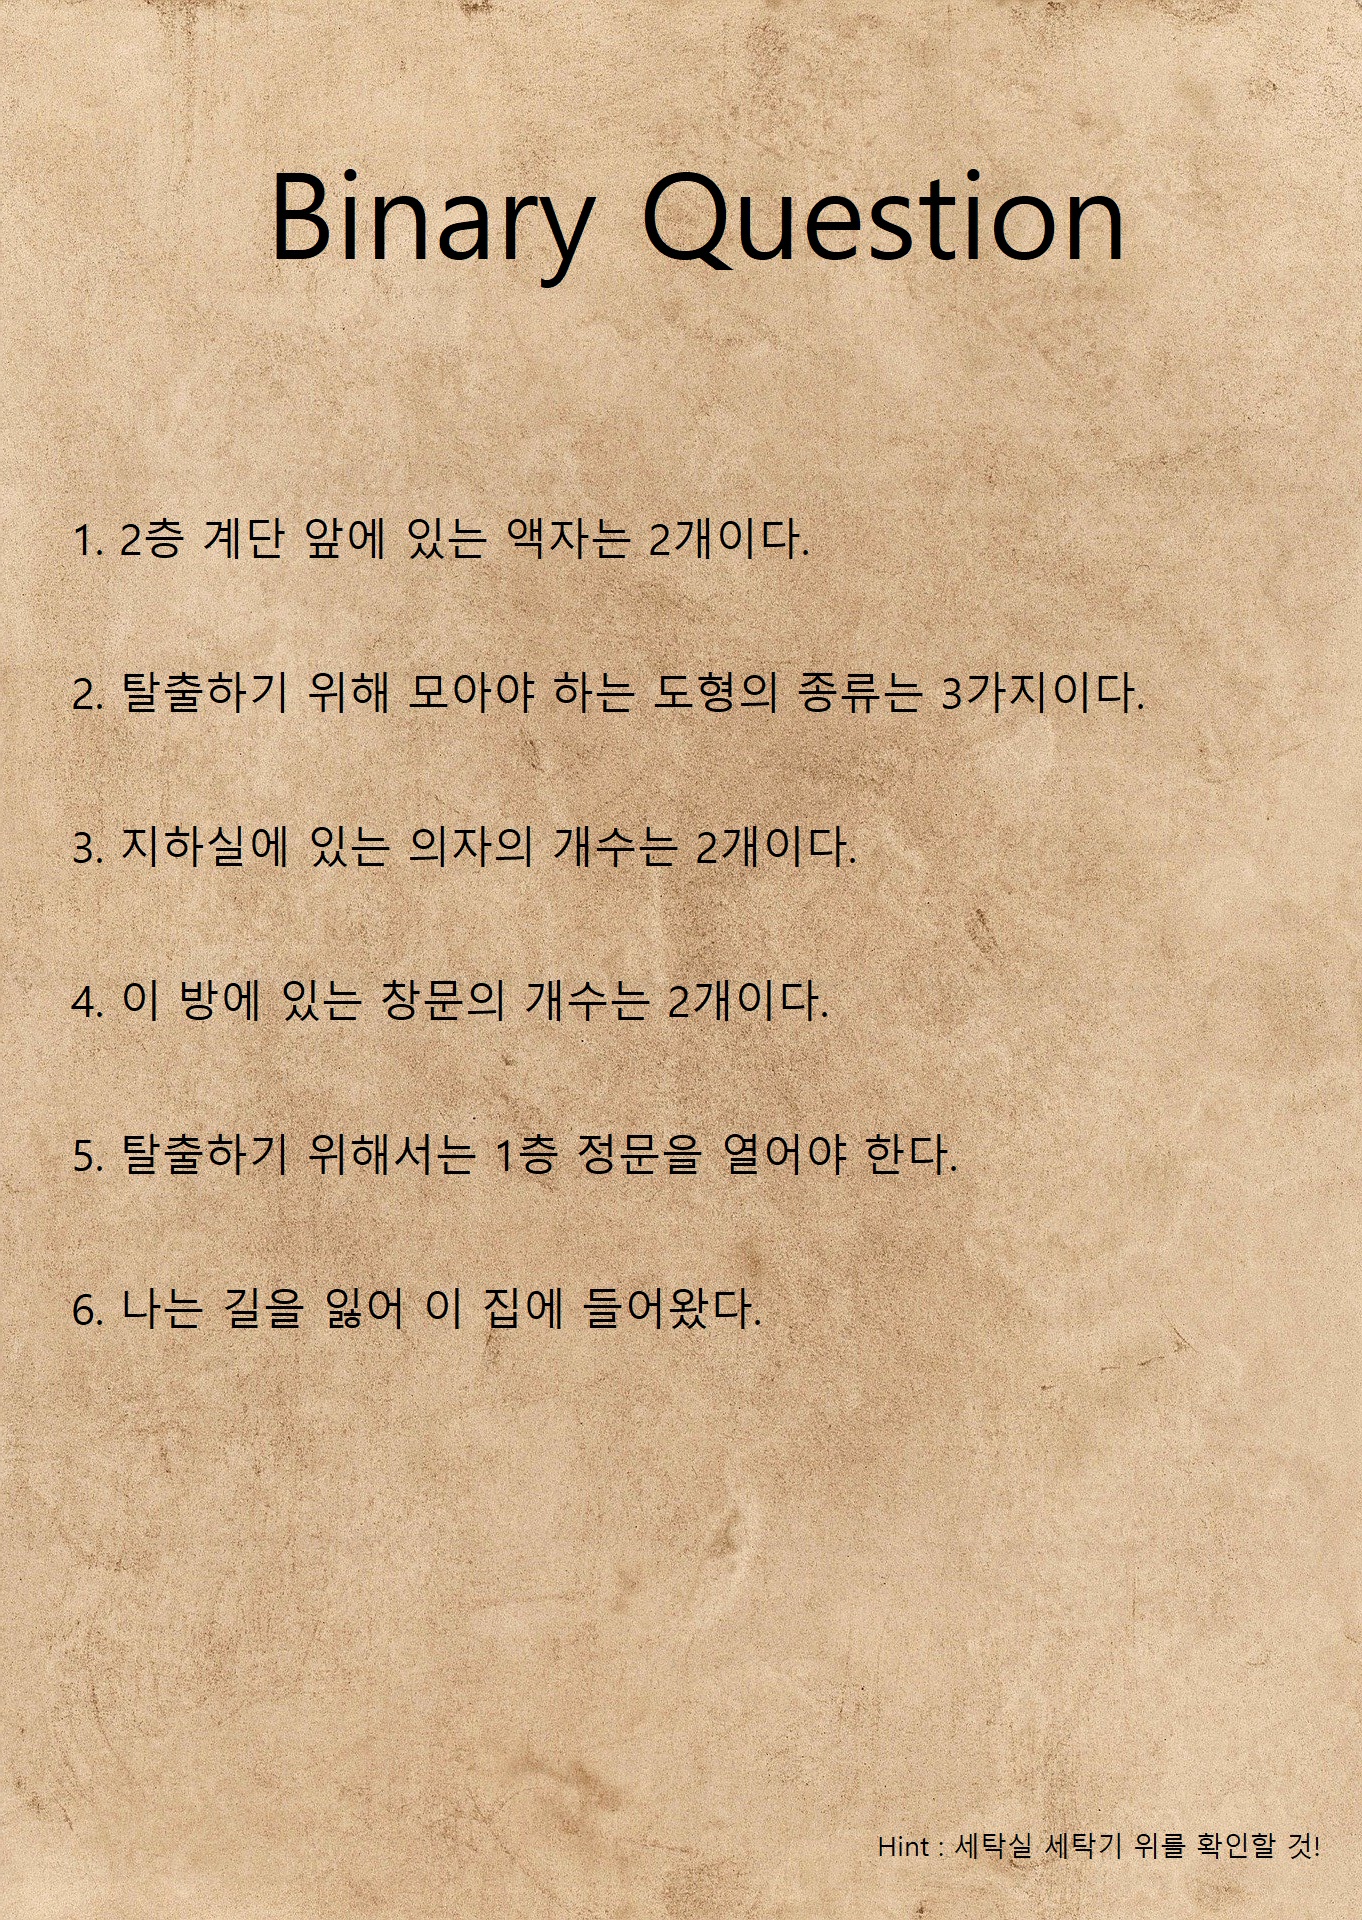 Binary Question
1. 2층 계단 앞에 있는 액자는 2개이다.
2. 탈출하기 위해 모아야 하는 도형의 종류는 3가지이다.
3. 지하실에 있는 의자의 개수는 2개이다.
4. 이 방에 있는 창문의 개수는 2개이다.
5. 탈출하기 위해서는 1층 정문을 열어야 한다.
6. 나는 길을 잃어 이 집에 들어왔다.
Hint : 세탁실 세탁기 위를 확인할 것!